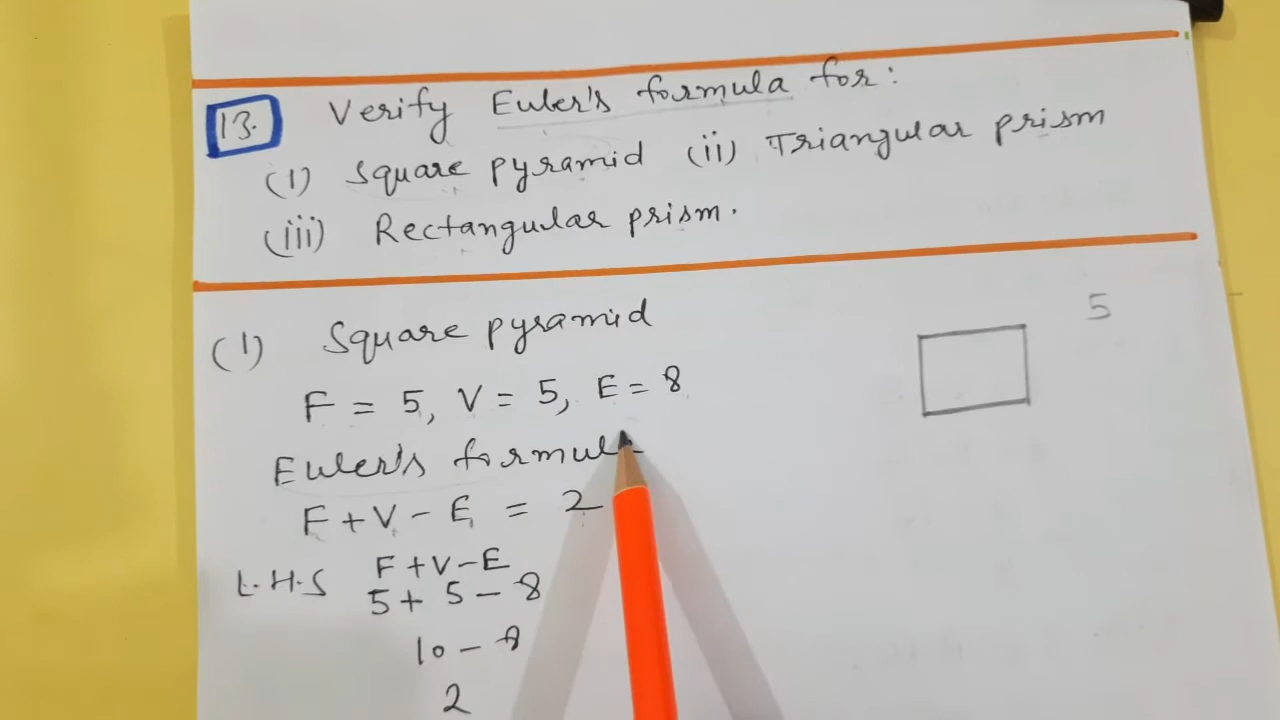 13. Verify Euler's formula for:
(i) Square pyramid (ii) Triangular prism
(iii) Rectangular prism.
(i) Square pyramid
5
F = 5, V = 5, E = 8
Euler's formula
F + V - E = 2
L.H.S F + V - E
5 + 5 - 8
10 - 8
2